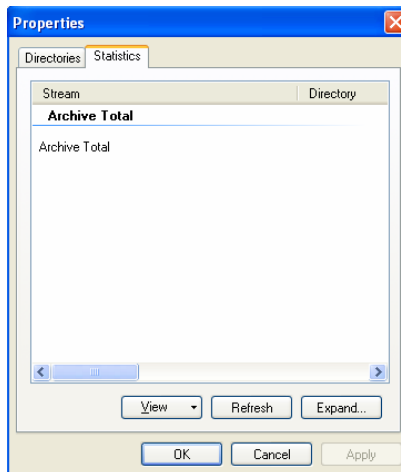 Properties
Directories Statistics
Stream Directory
Archive Total
Archive Total
View Refresh Expand...
OK Cancel Apply